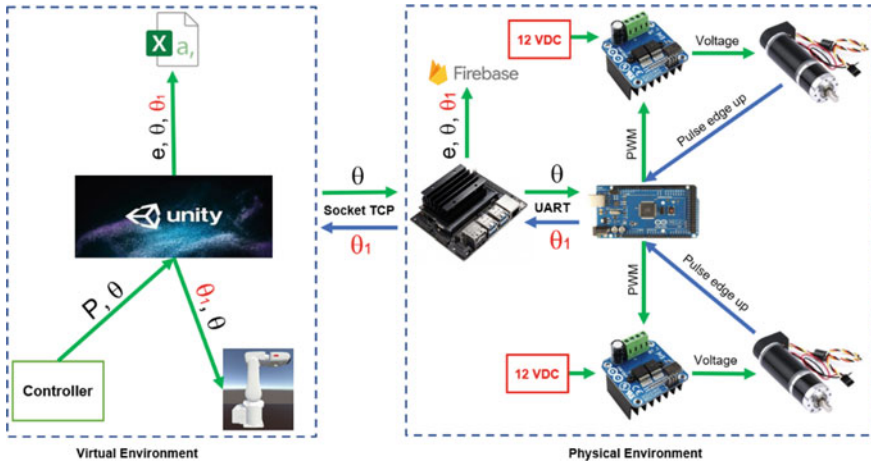 X a,
e, θ, θ₁
unity
P, θ
θ₁, θ
Controller
Virtual Environment
θ
Socket TCP
θ₁
Firebase
e, θ, θ₁
θ
UART
θ₁
12 VDC
Voltage
PWM
Pulse edge up
PWM
Pulse edge up
12 VDC
Voltage
Physical Environment